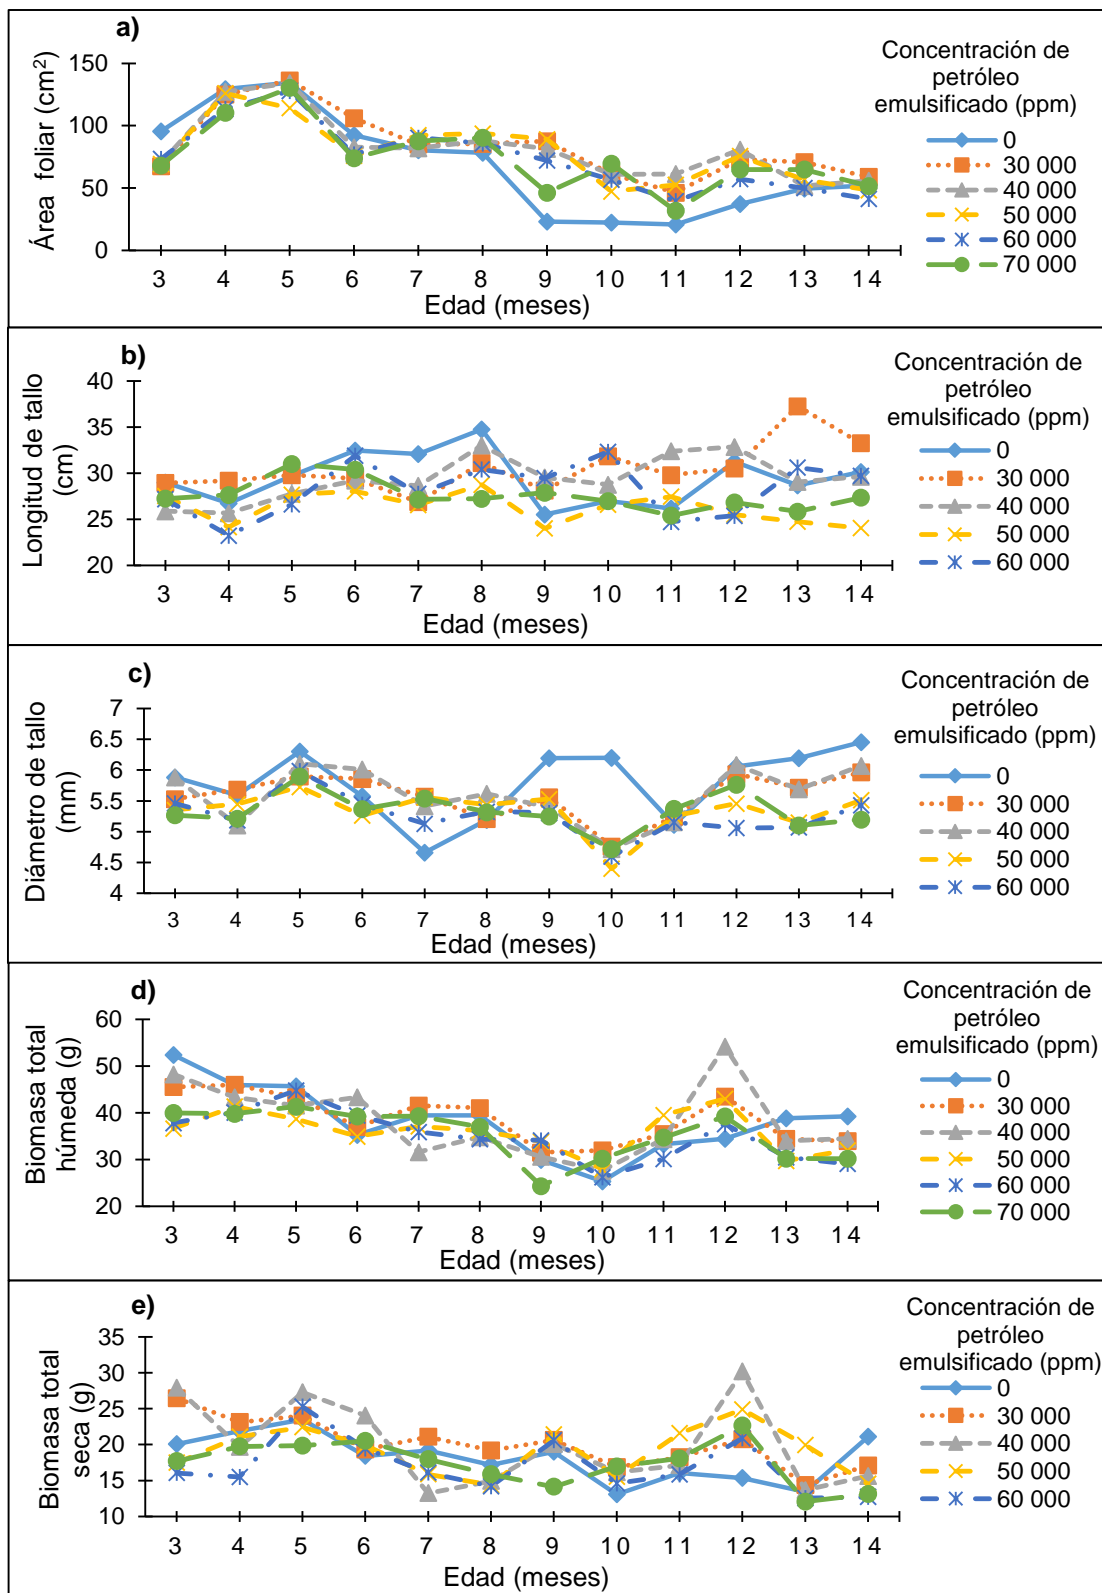 a)
Área foliar (cm²)
150
100
50
0
3 4 5 6 7 8 9 10 11 12 13 14
Edad (meses)
Concentración de
petróleo
emulsificado (ppm)
0
30 000
40 000
50 000
60 000
70 000
b)
Longitud de tallo
(cm)
40
35
30
25
20
3 4 5 6 7 8 9 10 11 12 13 14
Edad (meses)
Concentración de
petróleo
emulsificado (ppm)
0
30 000
40 000
50 000
60 000
c)
Diámetro de tallo
(mm)
7
6.5
6
5.5
5
4.5
4
3 4 5 6 7 8 9 10 11 12 13 14
Edad (meses)
Concentración de
petróleo
emulsificado (ppm)
0
30 000
40 000
50 000
60 000
d)
Biomasa total
húmeda (g)
60
50
40
30
20
3 4 5 6 7 8 9 10 11 12 13 14
Edad (meses)
Concentración de
petróleo
emulsificado (ppm)
0
30 000
40 000
50 000
60 000
70 000
e)
Biomasa total
seca (g)
35
30
25
20
15
10
3 4 5 6 7 8 9 10 11 12 13 14
Edad (meses)
Concentración de
petróleo
emulsificado (ppm)
0
30 000
40 000
50 000
60 000